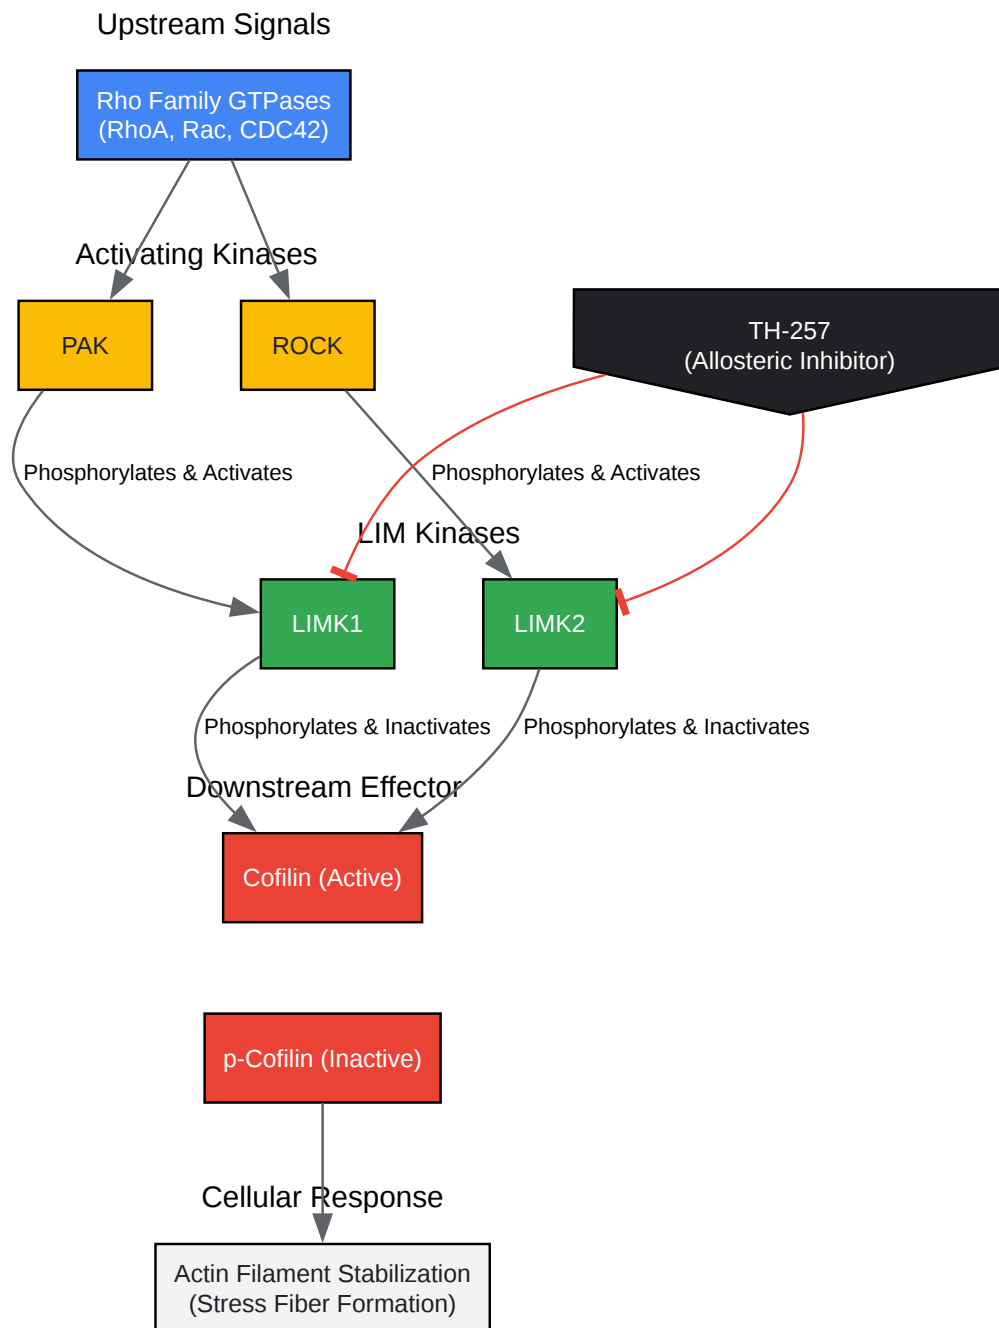 Upstream Signals
Rho Family GTPases
(RhoA, Rac, CDC42)
Activating Kinases
PAK
ROCK
TH-257
(Allosteric Inhibitor)
Phosphorylates & Activates
Phosphorylates & Activates
LIM Kinases
LIMK1
LIMK2
Phosphorylates & Inactivates
Phosphorylates & Inactivates
Downstream Effector
Cofilin (Active)
p-Cofilin (Inactive)
Cellular Response
Actin Filament Stabilization
(Stress Fiber Formation)